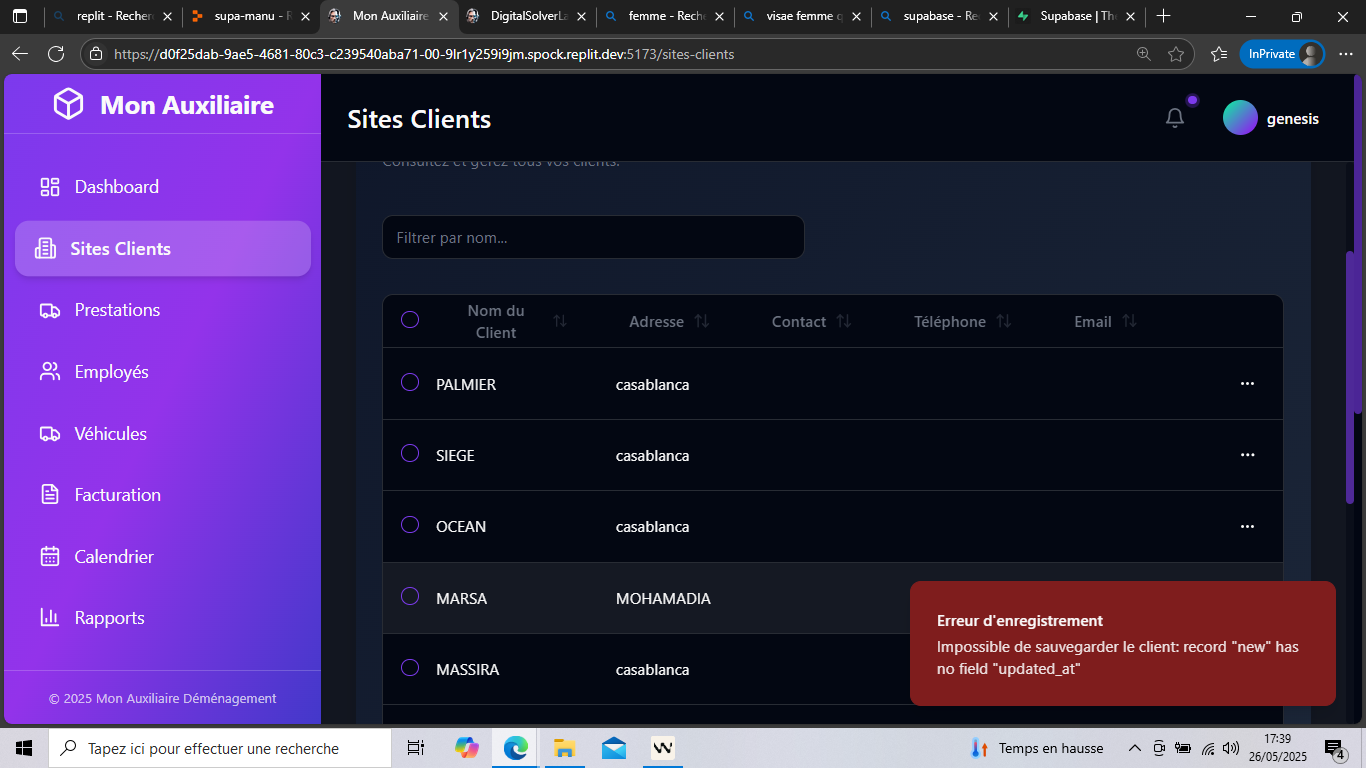 replit - Recher
supa-manu - R
Mon Auxiliaire
DigitalSolverLa
femme - Reche
visae femme q
supabase - Re
Supabase | Th
https://d0f25dab-9ae5-4681-80c3-c239540aba71-00-9lr1y259i9jm.spock.replit.dev:5173/sites-clients
InPrivate
Mon Auxiliaire
Sites Clients
genesis
Consultez et gérez tous vos clients.
Dashboard
Sites Clients
Prestations
Employés
Véhicules
Facturation
Calendrier
Rapports
© 2025 Mon Auxiliaire Déménagement
Filtrer par nom...
Nom du
Client
Adresse
Contact
Téléphone
Email
PALMIER casablanca
SIEGE casablanca
OCEAN casablanca
MARSA MOHAMADIA
MASSIRA casablanca
Erreur d'enregistrement
Impossible de sauvegarder le client: record "new" has
no field "updated_at"
Tapez ici pour effectuer une recherche
Temps en hausse
17:39
26/05/2025
4